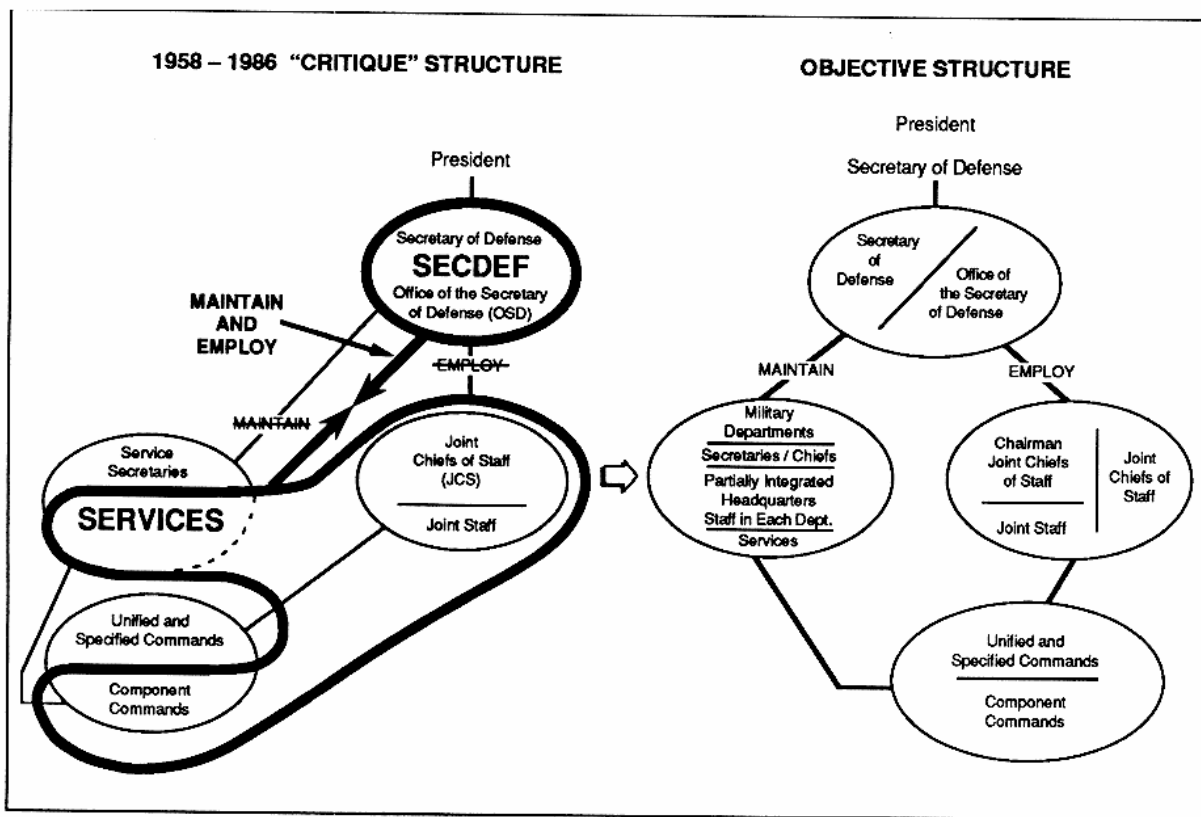 1958 – 1986 “CRITIQUE” STRUCTURE
President
Secretary of Defense
SECDEF
Office of the Secretary
of Defense (OSD)
MAINTAIN
AND
EMPLOY
EMPLOY
MAINTAIN
Service
Secretaries
SERVICES
Joint
Chiefs of Staff
(JCS)
Joint Staff
Unified and
Specified Commands
Component
Commands
OBJECTIVE STRUCTURE
President
Secretary of Defense
Secretary
of
Defense
Office of
the Secretary
of Defense
MAINTAIN
EMPLOY
Military
Departments
Secretaries / Chiefs
Partially Integrated
Headquarters
Staff in Each Dept.
Services
Chairman
Joint Chiefs
of Staff
Joint Staff
Joint
Chiefs of
Staff
Unified and
Specified Commands
Component
Commands